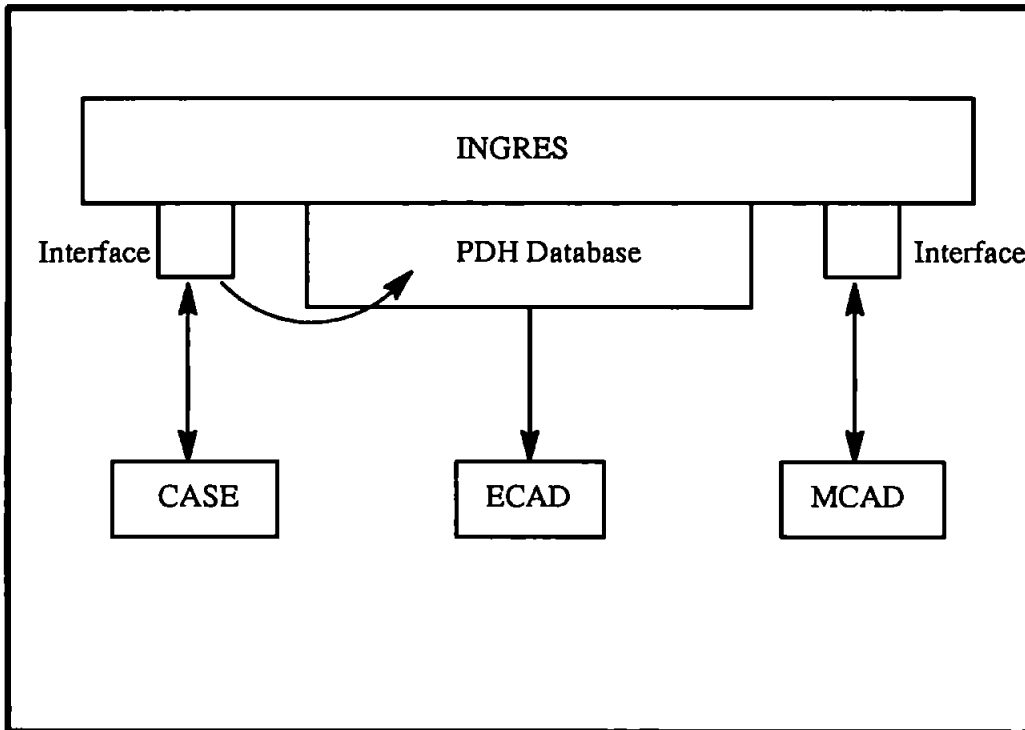 INGRES
Interface
PDH Database
Interface
CASE
ECAD
MCAD